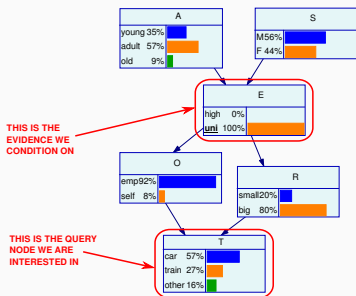 A
young 35%
adult 57%
old 9%
S
M 56%
F 44%
E
high 0%
uni 100%
THIS IS THE
EVIDENCE WE
CONDITION ON
O
emp 92%
self 8%
R
small 20%
big 80%
THIS IS THE QUERY
NODE WE ARE
INTERESTED IN
T
car 57%
train 27%
other 16%